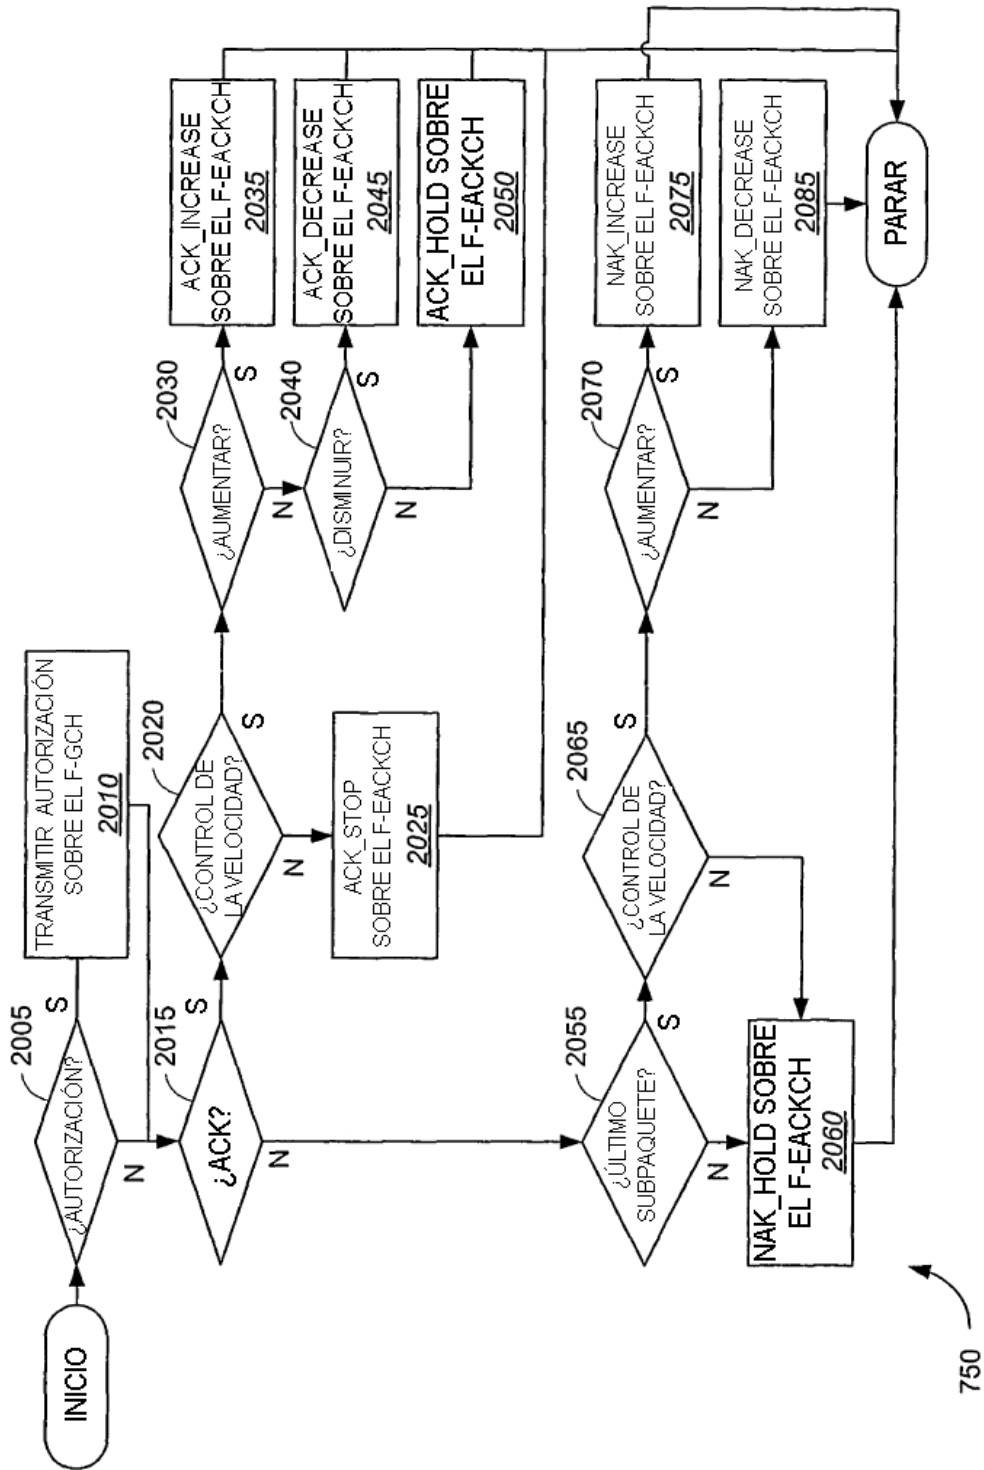 INICIO
2005
¿AUTORIZACIÓN?
S
N
TRANSMITIR AUTORIZACIÓN
SOBRE EL F-GCH
2010
2015
¿ACK?
S
N
2020
¿CONTROL DE
LA VELOCIDAD?
S
N
ACK_STOP
SOBRE EL F-EACKCH
2025
2030
¿AUMENTAR?
S
N
ACK_INCREASE
SOBRE EL F-EACKCH
2035
2040
¿DISMINUIR?
S
N
ACK_DECREASE
SOBRE EL F-EACKCH
2045
ACK_HOLD SOBRE
EL F-EACKCH
2050
2055
¿ÚLTIMO
SUBPAQUETE?
S
N
NAK_HOLD SOBRE
EL F-EACKCH
2060
2065
¿CONTROL DE
LA VELOCIDAD?
S
N
2070
¿AUMENTAR?
S
N
NAK_INCREASE
SOBRE EL F-EACKCH
2075
NAK_DECREASE
SOBRE EL F-EACKCH
2085
PARAR
750